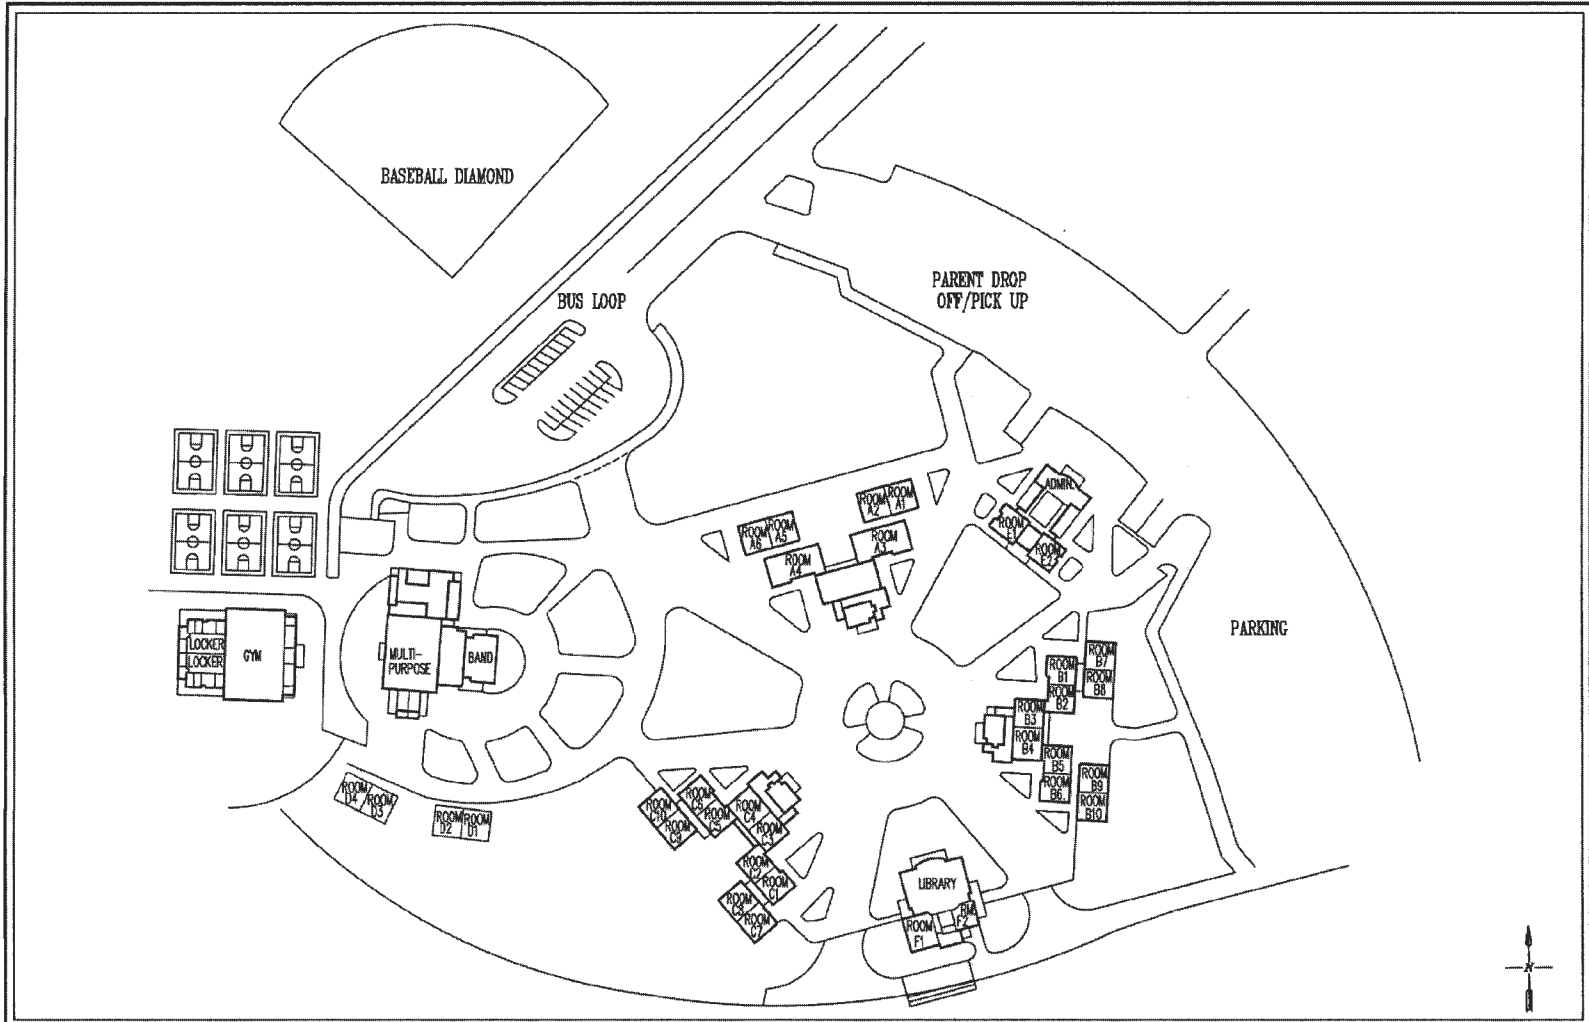 BASEBALL DIAMOND
PARENT DROP
OFF/PICK UP
BUS LOOP
ADMIN.
ROOM
A2
ROOM
A1
ROOM
A6
ROOM
A5
ROOM
A3
ROOM
A4
ROOM
E1
ROOM
PARKING
LOCKER
LOCKER
GYM
MULTI-
PURPOSE
BAND
ROOM
B7
ROOM
B8
ROOM
B1
ROOM
B2
ROOM
B3
ROOM
B4
ROOM
B5
ROOM
B6
ROOM
B9
ROOM
B10
ROOM
D4
ROOM
D3
ROOM
D2
ROOM
D1
ROOM
C10
ROOM
C9
ROOM
C6
ROOM
C5
ROOM
C4
ROOM
C3
ROOM
C2
ROOM
C1
ROOM
C8
ROOM
C7
LIBRARY
ROOM
F1
RM
F2
N